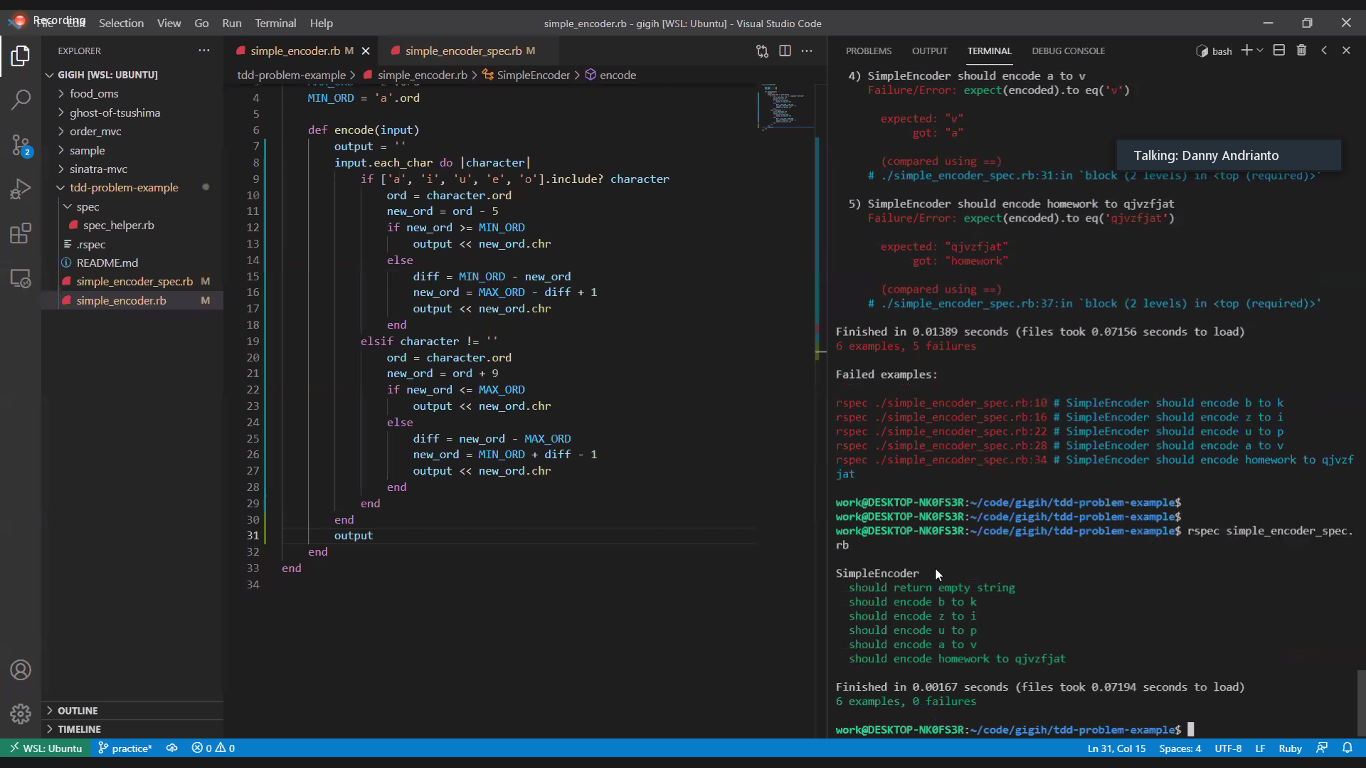 Recording
File Edit Selection View Go Run Terminal Help
simple_encoder.rb - gigih [WSL: Ubuntu] - Visual Studio Code
EXPLORER
GIGIH [WSL: UBUNTU]
food_oms
ghost-of-tsushima
order_mvc
sample
sinatra-mvc
tdd-problem-example
spec
spec_helper.rb
.rspec
README.md
simple_encoder_spec.rb M
simple_encoder.rb M
OUTLINE
TIMELINE
2
simple_encoder.rb M
simple_encoder_spec.rb M
tdd-problem-example > simple_encoder.rb > SimpleEncoder > encode
4 MIN_ORD = 'a'.ord
5
6 def encode(input)
7 output = ''
8 input.each_char do |character|
9 if ['a', 'i', 'u', 'e', 'o'].include? character
10 ord = character.ord
11 new_ord = ord - 5
12 if new_ord >= MIN_ORD
13 output << new_ord.chr
14 else
15 diff = MIN_ORD - new_ord
16 new_ord = MAX_ORD - diff + 1
17 output << new_ord.chr
18 end
19 elsif character != ''
20 ord = character.ord
21 new_ord = ord + 9
22 if new_ord <= MAX_ORD
23 output << new_ord.chr
24 else
25 diff = new_ord - MAX_ORD
26 new_ord = MIN_ORD + diff - 1
27 output << new_ord.chr
28 end
29 end
30 end
31 output
32 end
33 end
34
PROBLEMS OUTPUT TERMINAL DEBUG CONSOLE
bash
4) SimpleEncoder should encode a to v
Failure/Error: expect(encoded).to eq('v')
expected: "v"
got: "a"
Talking: Danny Andrianto
(compared using ==)
# ./simple_encoder_spec.rb:31:in `block (2 levels) in <top (required)>'
5) SimpleEncoder should encode homework to qjvzfjat
Failure/Error: expect(encoded).to eq('qjvzfjat')
expected: "qjvzfjat"
got: "homework"
(compared using ==)
# ./simple_encoder_spec.rb:37:in `block (2 levels) in <top (required)>'
Finished in 0.01389 seconds (files took 0.07156 seconds to load)
6 examples, 5 failures
Failed examples:
rspec ./simple_encoder_spec.rb:10 # SimpleEncoder should encode b to k
rspec ./simple_encoder_spec.rb:16 # SimpleEncoder should encode z to i
rspec ./simple_encoder_spec.rb:22 # SimpleEncoder should encode u to p
rspec ./simple_encoder_spec.rb:28 # SimpleEncoder should encode a to v
rspec ./simple_encoder_spec.rb:34 # SimpleEncoder should encode homework to qjvzf
jat
work@DESKTOP-NK0FS3R:~/code/gigih/tdd-problem-example$
work@DESKTOP-NK0FS3R:~/code/gigih/tdd-problem-example$
work@DESKTOP-NK0FS3R:~/code/gigih/tdd-problem-example$ rspec simple_encoder_spec.
rb
SimpleEncoder
should return empty string
should encode b to k
should encode z to i
should encode u to p
should encode a to v
should encode homework to qjvzfjat
Finished in 0.00167 seconds (files took 0.07194 seconds to load)
6 examples, 0 failures
work@DESKTOP-NK0FS3R:~/code/gigih/tdd-problem-example$
WSL: Ubuntu practice* 0 0 Ln 31, Col 15 Spaces: 4 UTF-8 LF Ruby